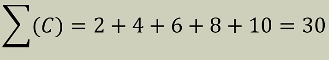 ∑(C) = 2 + 4 + 6 + 8 + 10 = 30